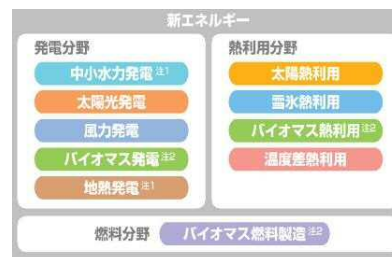 新エネルギー
発電分野
中小水力発電 注1
太陽光発電
風力発電
バイオマス発電 注2
地熱発電 注1
熱利用分野
太陽熱利用
雪氷熱利用
バイオマス熱利用 注2
温度差熱利用
燃料分野 バイオマス燃料製造 注2